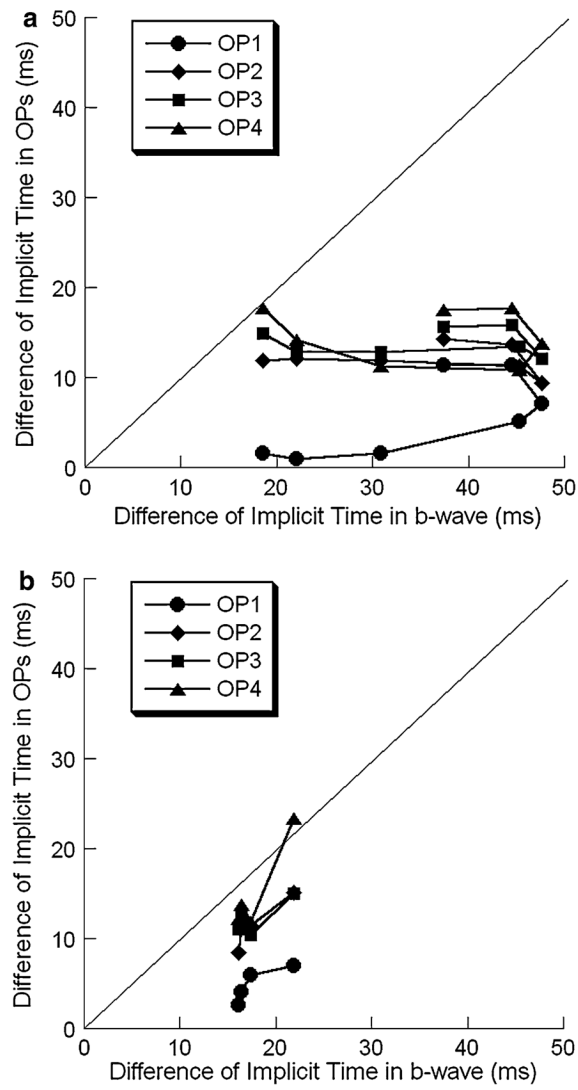 a
50
40
30
20
10
0
Difference of Implicit Time in OPs (ms)
OP1
OP2
OP3
OP4
0 10 20 30 40 50
Difference of Implicit Time in b-wave (ms)
b
50
40
30
20
10
0
Difference of Implicit Time in OPs (ms)
OP1
OP2
OP3
OP4
0 10 20 30 40 50
Difference of Implicit Time in b-wave (ms)